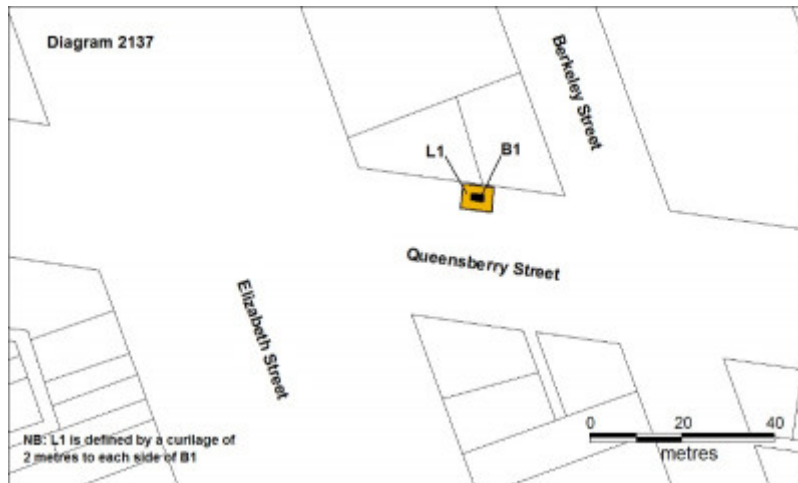 Diagram 2137
Berkeley Street
L1
B1
Queensberry Street
Elizabeth Street
NB: L1 is defined by a curilage of
2 metres to each side of B1
0 20 40
metres